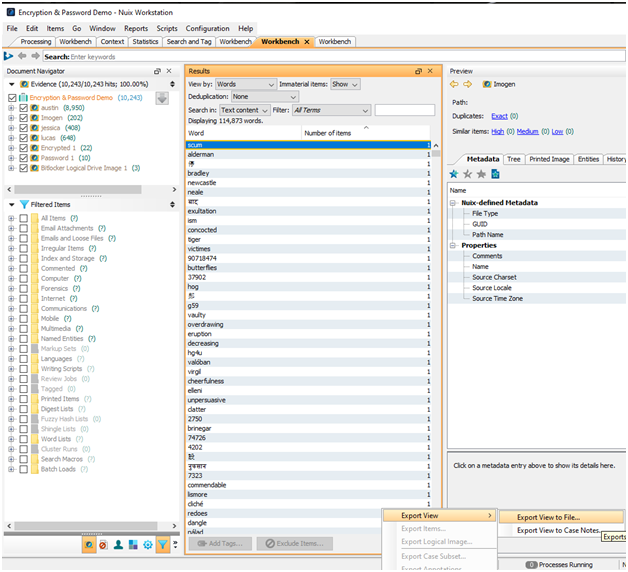 Encryption & Password Demo - Nuix Workstation
File Edit Items Go Window Reports Scripts Configuration Help
Processing Workbench Context Statistics Search and Tag Workbench Workbench Workbench
Search: Enter keywords
Document Navigator
Evidence (10,243/10,243 hits; 100.00%)
Encryption & Password Demo (10,243)
austin (8,950)
Imogen (202)
jessica (408)
lucas (648)
Encrypted 1 (22)
Password 1 (10)
Bitlocker Logical Drive Image 1 (3)
Filtered Items
All Items (?)
Email Attachments (?)
Emails and Loose Files (?)
Irregular Items (?)
Index and Storage (?)
Commented (?)
Computer (?)
Forensics (?)
Internet (?)
Communications (?)
Mobile (?)
Multimedia (?)
Named Entities (?)
Markup Sets (0)
Languages (?)
Writing Scripts (?)
Review Jobs (0)
Tagged (0)
Printed Items (?)
Digest Lists (?)
Fuzzy Hash Lists (0)
Shingle Lists (0)
Word Lists (?)
Cluster Runs (0)
Search Macros (?)
Batch Loads (?)
Results
View by: Words Immaterial items: Show
Deduplication: None
Search in: Text content Filter: All Terms
Displaying 114,873 words.
Word Number of items
scum 1
alderman 1
1
bradley 1
newcastle 1
neale 1
1
exultation 1
ism 1
concocted 1
tiger 1
victimes 1
90718474 1
butterflies 1
37902 1
hog 1
1
g59 1
vaulty 1
overdrawing 1
eruption 1
decreasing 1
hg4u 1
valóban 1
virgil 1
cheerfulness 1
elleni 1
unpersuasive 1
clatter 1
2750 1
brinegar 1
74726 1
4202 1
1
1
7323 1
commendable 1
lismore 1
cliché 1
redoes 1
dangle
Add Tags... Exclude Items...
Preview
Imogen
Path:
Duplicates: Exact (0)
Similar items: High (0) Medium (0) Low (0)
Metadata Tree Printed Image Entities History
Name
Nuix-defined Metadata
File Type
GUID
Path Name
Properties
Comments
Name
Source Charset
Source Locale
Source Time Zone
Click on a metadata entry above to show its details here.
Export View
Export Items...
Export Logical Image...
Export Case Subset...
Export Annotations
Export View to File...
Export View to Case Notes...
Exports
0 Processes Running